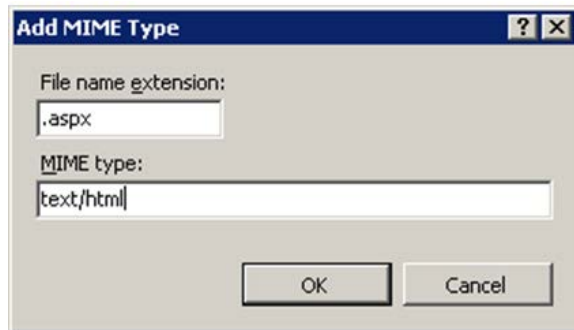 Add MIME Type
File name extension:
.aspx
MIME type:
text/html
OK
Cancel